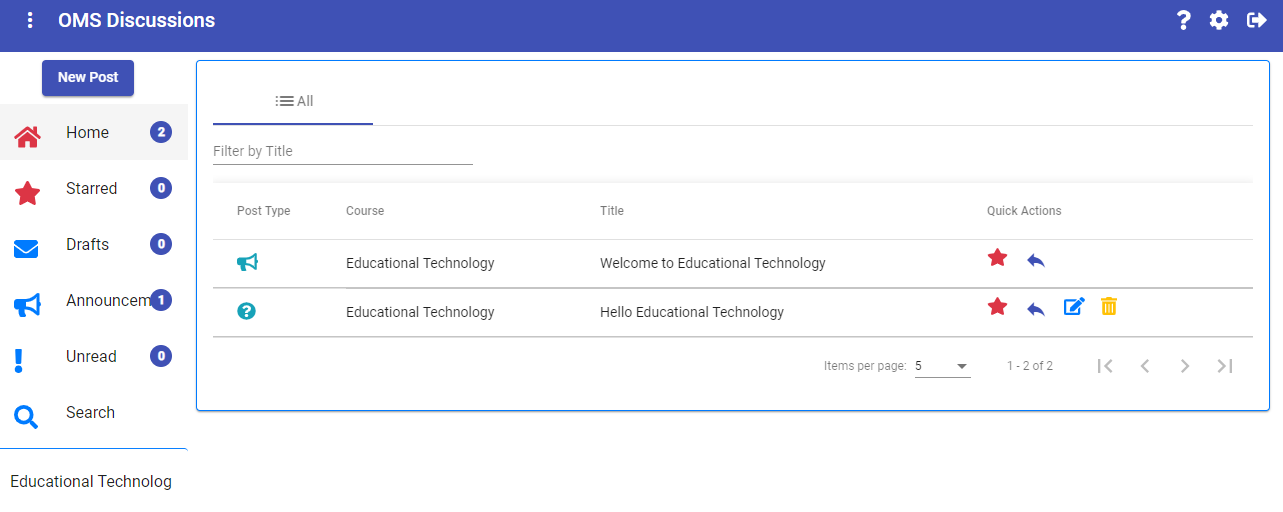 OMS Discussions
New Post
Home 2
Starred 0
Drafts 0
Announcem 1
Unread 0
Search
Educational Technolog
All
Filter by Title
Post Type Course Title Quick Actions
Educational Technology Welcome to Educational Technology
? Educational Technology Hello Educational Technology
Items per page: 5 1 - 2 of 2